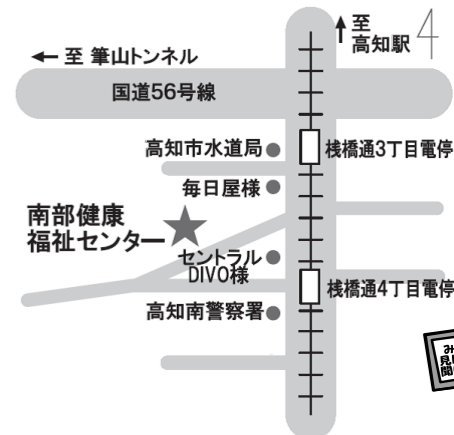 至
高知駅
← 至 筆山トンネル
国道56号線
高知市水道局
桟橋通3丁目電停
毎日屋様
南部健康
福祉センター
セントラル
DIVO様
桟橋通4丁目電停
高知南警察署